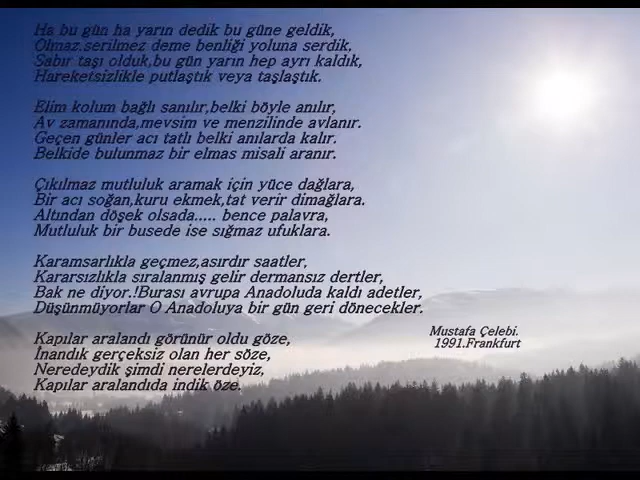 Ha bu gün ha yarın dedik bu güne geldik,
Olmaz.serilmez deme benliği yoluna serdik,
Sabır taşı olduk,bu gün yarın hep ayrı kaldık,
Hareketsizlikle putlaştık veya taşlaştık.
Elim kolum bağlı sanılır,belki böyle anılır,
Av zamanında,mevsim ve menzilinde avlanır.
Geçen günler acı tatlı belki anılarda kalır.
Belkide bulunmaz bir elmas misali aranır.
Çıkılmaz mutluluk aramak için yüce dağlara,
Bir acı soğan,kuru ekmek,tat verir dimağlara.
Altından döşek olsada..... bence palavra,
Mutluluk bir busede ise sığmaz ufuklara.
Karamsarlıkla geçmez,asırdır saatler,
Kararsızlıkla sıralanmış gelir dermansız dertler,
Bak ne diyor.!Burası avrupa Anadoluda kaldı adetler,
Düşünmüyorlar O Anadoluya bir gün geri dönecekler.
Kapılar aralandı görünür oldu göze,
İnandık gerçeksiz olan her söze,
Neredeydik şimdi nerelerdeyiz,
Kapılar aralandıda indik öze.
Mustafa Çelebi.
1991.Frankfurt